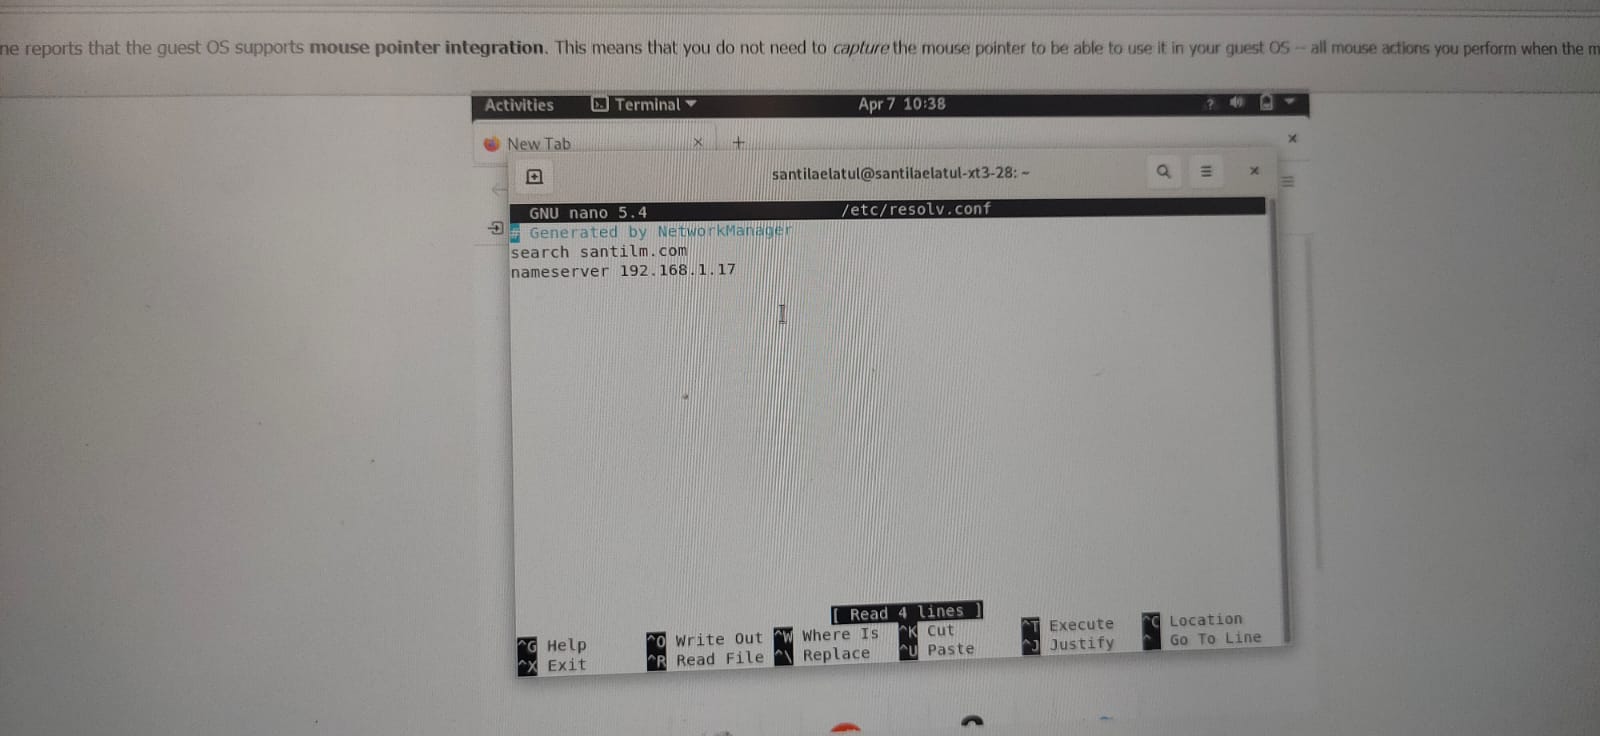 ne reports that the guest OS supports mouse pointer integration. This means that you do not need to capture the mouse pointer to be able to use it in your guest OS – all mouse actions you perform when the m
Activities Terminal Apr 7 10:38 ?
New Tab × + ×
santilaelatul@santilaelatul-xt3-28: ~ ×
GNU nano 5.4 /etc/resolv.conf
# Generated by NetworkManager
search santilm.com
nameserver 192.168.1.17
[ Read 4 lines ]
^G Help ^O Write Out ^W Where Is ^K Cut ^T Execute ^C Location
^X Exit ^R Read File ^\ Replace ^U Paste ^J Justify Go To Line